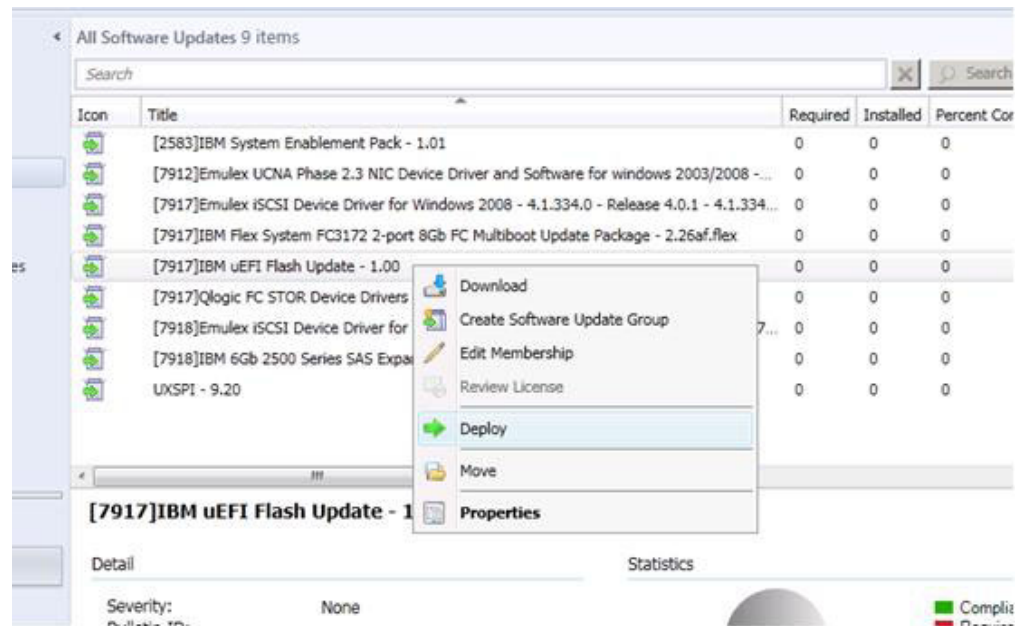 All Software Updates 9 items
Search
Search
Icon Title Required Installed Percent Cor
[2583]IBM System Enablement Pack - 1.01 0 0 0
[7912]Emulex UCNA Phase 2.3 NIC Device Driver and Software for windows 2003/2008 -... 0 0 0
[7917]Emulex iSCSI Device Driver for Windows 2008 - 4.1.334.0 - Release 4.0.1 - 4.1.334... 0 0 0
[7917]IBM Flex System FC3172 2-port 8Gb FC Multiboot Update Package - 2.26af.flex 0 0 0
es
[7917]IBM uEFI Flash Update - 1.00 0 0 0
[7917]Qlogic FC STOR Device Drivers 0 0 0
[7918]Emulex iSCSI Device Driver for 7... 0 0 0
[7918]IBM 6Gb 2500 Series SAS Expa 0 0 0
UXSPI - 9.20 0 0 0
Download
Create Software Update Group
Edit Membership
Review License
Deploy
Move
Properties
[7917]IBM uEFI Flash Update - 1
Detail
Statistics
Severity: None
Complia